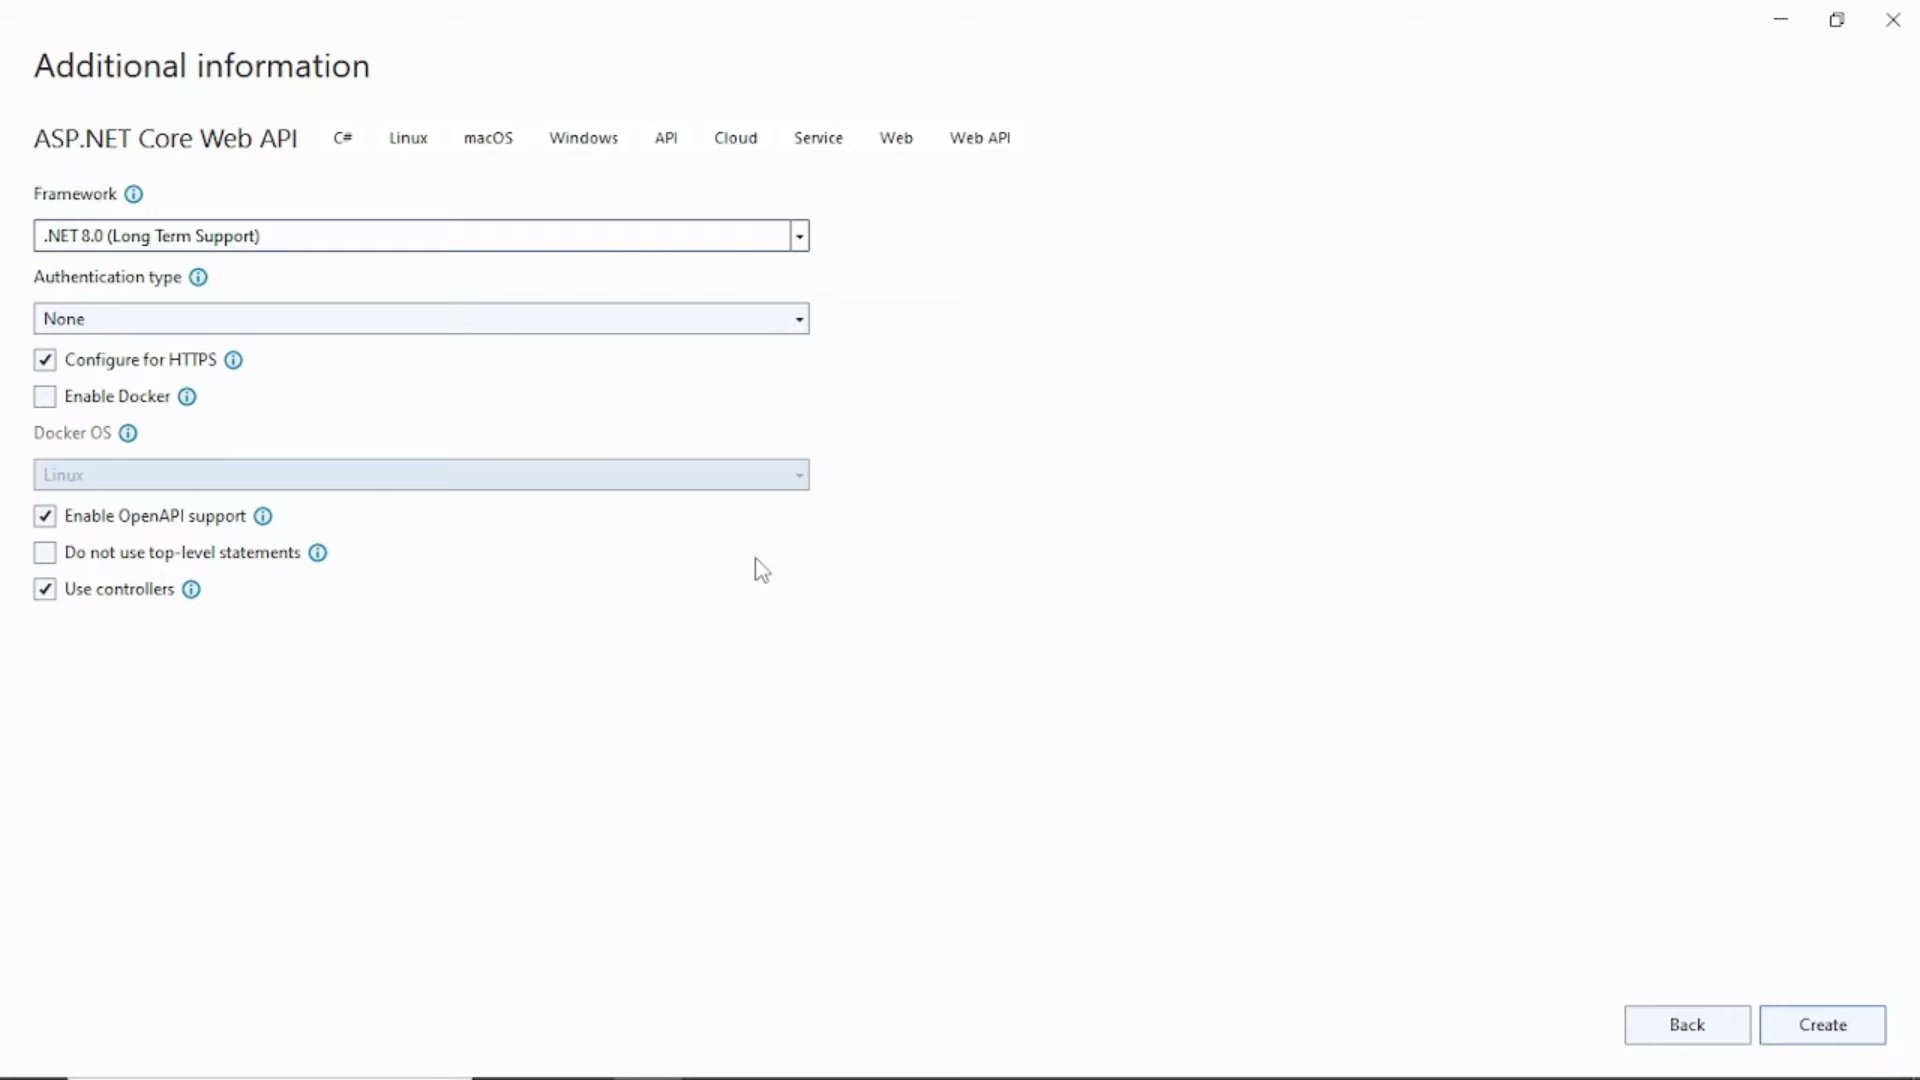 Additional information
ASP.NET Core Web API C# Linux macOS Windows API Cloud Service Web Web API
Framework
.NET 8.0 (Long Term Support)
Authentication type
None
Configure for HTTPS
Enable Docker
Docker OS
Linux
Enable OpenAPI support
Do not use top-level statements
Use controllers
Back Create